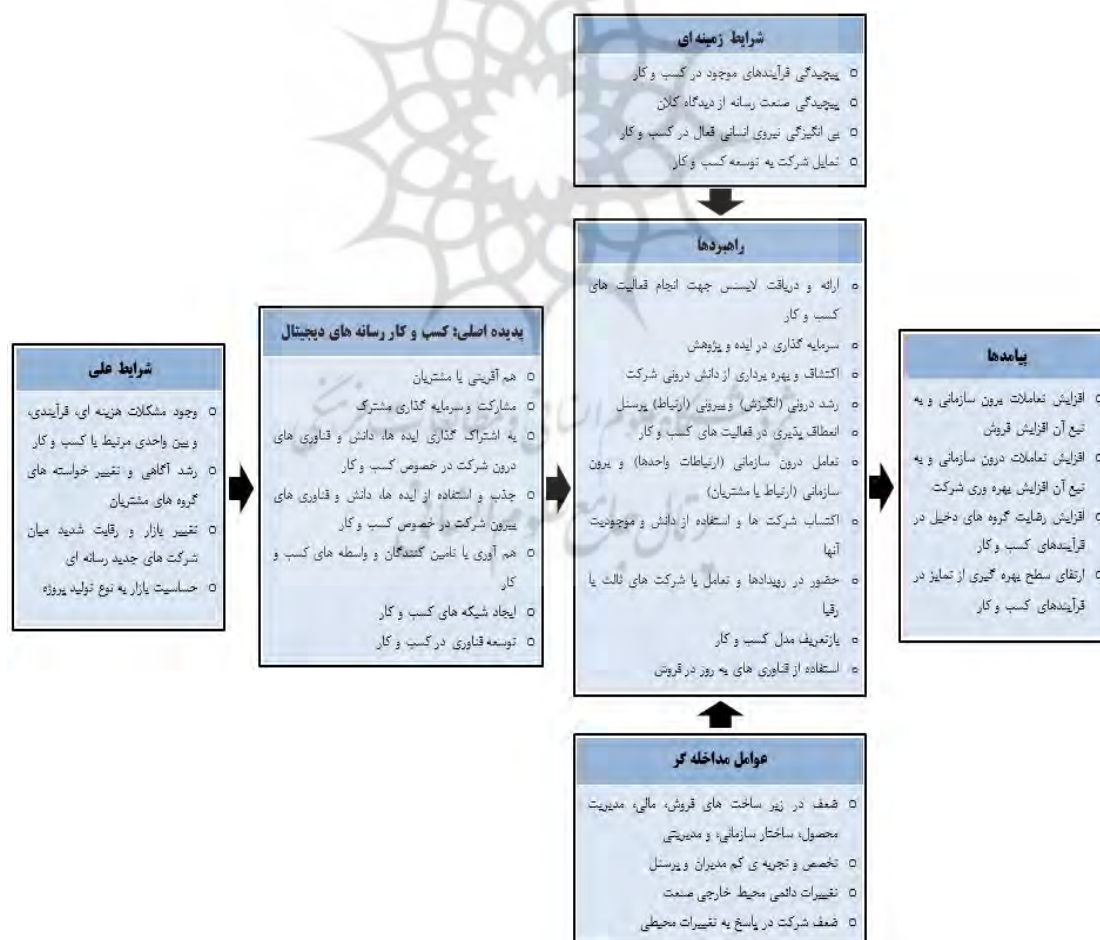 شرایط زمینه ای
پیچیدگی فرآیندهای موجود در کسب و کار
پیچیدگی صنعت رسانه از دیدگاه کلان
بی انگیزگی نیروی انسانی فعال در کسب و کار
تمایل شرکت به توسعه کسب و کار
شرایط علی
وجود مشکلات هزینه ای، فرآیندی،
و بین واحدی مرتبط با کسب و کار
رشد آگاهی و تغییر خواسته های
گروه های مشتریان
تغییر بازار و رقابت شدید میان
شرکت های جدید رسانه ای
حساسیت بازار به نوع تولید پروژه
پدیده اصلی: کسب و کار رسانه های دیجیتال
هم آفرینی با مشتریان
مشارکت و سرمایه گذاری مشترک
به اشتراک گذاری ایده ها، دانش و فناوری های
درون شرکت در خصوص کسب و کار
جذب و استفاده از ایده ها، دانش و فناوری های
بیرون شرکت در خصوص کسب و کار
هم آوری با تامین کنندگان و واسطه های کسب و
کار
ایجاد شبکه های کسب و کار
توسعه فناوری در کسب و کار
راهبردها
ارائه و دریافت لایسنس جهت انجام فعالیت های
کسب و کار
سرمایه گذاری در ایده و پژوهش
اکتشاف و بهره برداری از دانش درونی شرکت
رشد درونی (انگیزش) و بیرونی (ارتباط) پرسنل
انعطاف پذیری در فعالیت های کسب و کار
تعامل درون سازمانی (ارتباطات واحدها) و برون
سازمانی (ارتباط با مشتریان)
اکتساب شرکت ها و استفاده از دانش و موجودیت
آنها
حضور در رویدادها و تعامل با شرکت های ثالث یا
رقبا
بازتعریف مدل کسب و کار
استفاده از فناوری های به روز در فروش
پیامدها
افزایش تعاملات برون سازمانی و به
تبع آن افزایش فروش
افزایش تعاملات درون سازمانی و به
تبع آن افزایش بهره وری شرکت
افزایش رضایت گروه های دخیل در
فرآیندهای کسب و کار
ارتقای سطح بهره گیری از تمایز در
فرآیندهای کسب و کار
عوامل مداخله گر
ضعف در زیر ساخت های فروش، مالی، مدیریت
محصول، ساختار سازمانی، و مدیریتی
تخصص و تجربه ی کم مدیران و پرسنل
تغییرات دائمی محیط خارجی صنعت
ضعف شرکت در پاسخ به تغییرات محیطی